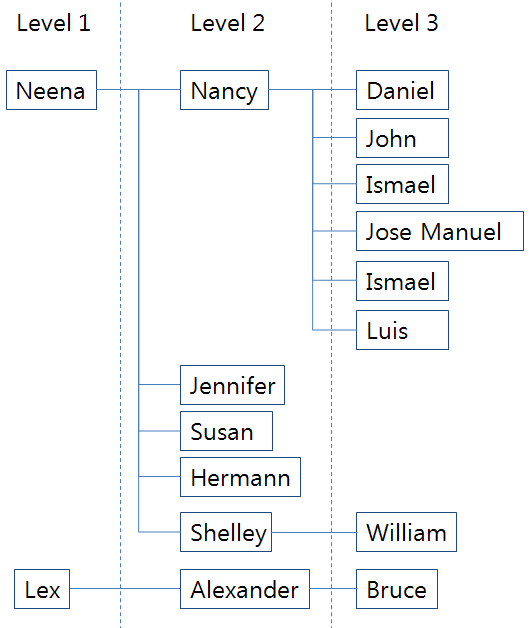 Level 1 Level 2 Level 3
Neena Nancy Daniel
John
Ismael
Jose Manuel
Ismael
Luis
Jennifer
Susan
Hermann
Shelley William
Lex Alexander Bruce